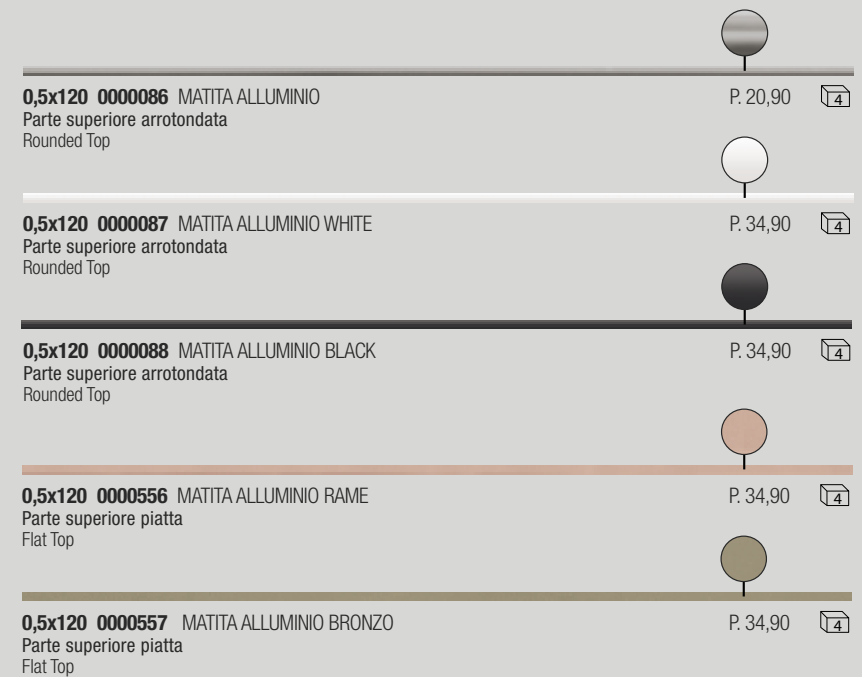 0,5x120 0000086 MATITA ALLUMINIO P. 20,90 4
Parte superiore arrotondata
Rounded Top
0,5x120 0000087 MATITA ALLUMINIO WHITE P. 34,90 4
Parte superiore arrotondata
Rounded Top
0,5x120 0000088 MATITA ALLUMINIO BLACK P. 34,90 4
Parte superiore arrotondata
Rounded Top
0,5x120 0000556 MATITA ALLUMINIO RAME P. 34,90 4
Parte superiore piatta
Flat Top
0,5x120 0000557 MATITA ALLUMINIO BRONZO P. 34,90 4
Parte superiore piatta
Flat Top